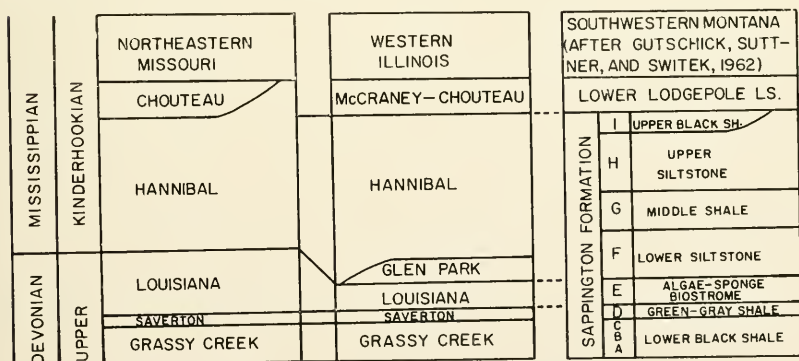 MISSISSIPPIAN
DEVONIAN
KINDERHOOKIAN
UPPER
NORTHEASTERN
MISSOURI
CHOUTEAU
HANNIBAL
LOUISIANA
SAVERTON
GRASSY CREEK
WESTERN
ILLINOIS
McCRANEY–CHOUTEAU
HANNIBAL
GLEN PARK
LOUISIANA
SAVERTON
GRASSY CREEK
SOUTHWESTERN MONTANA
(AFTER GUTSCHICK, SUTT-
NER, AND SWITEK, 1962)
LOWER LODGEPOLE LS.
SAPPINGTON FORMATION
I UPPER BLACK SH.
H UPPER
SILTSTONE
G MIDDLE SHALE
F LOWER SILTSTONE
E ALGAE-SPONGE
BIOSTROME
D GREEN-GRAY SHALE
C
B LOWER BLACK SHALE
A